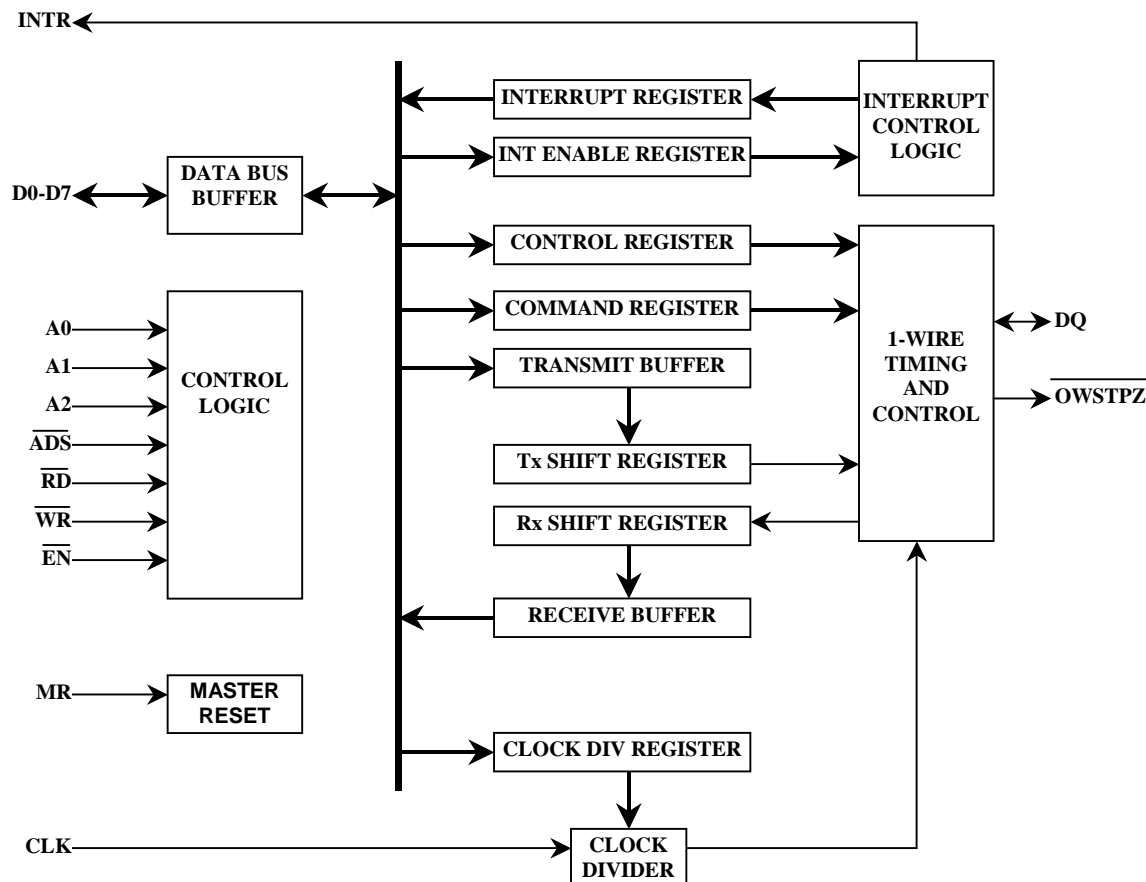 INTR
INTERRUPT REGISTER
INTERRUPT
CONTROL
LOGIC
INT ENABLE REGISTER
D0-D7
DATA BUS
BUFFER
CONTROL REGISTER
COMMAND REGISTER
TRANSMIT BUFFER
Tx SHIFT REGISTER
Rx SHIFT REGISTER
RECEIVE BUFFER
1-WIRE
TIMING
AND
CONTROL
DQ
OWSTPZ
A0
A1
A2
ADS
RD
WR
EN
CONTROL
LOGIC
MR
MASTER
RESET
CLOCK DIV REGISTER
CLK
CLOCK
DIVIDER